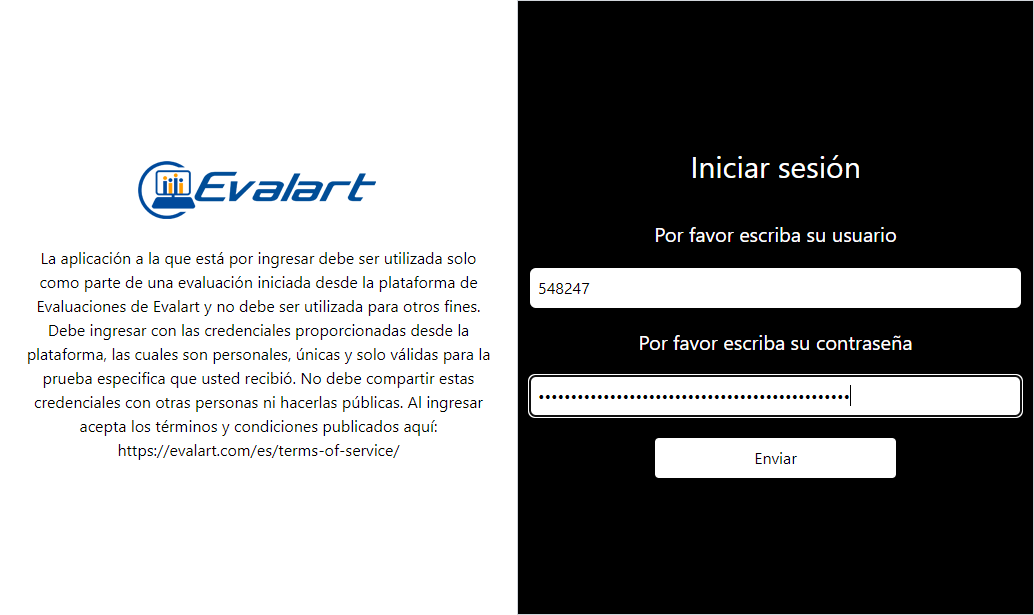 Evalart
La aplicación a la que está por ingresar debe ser utilizada solo
como parte de una evaluación iniciada desde la plataforma de
Evaluaciones de Evalart y no debe ser utilizada para otros fines.
Debe ingresar con las credenciales proporcionadas desde la
plataforma, las cuales son personales, únicas y solo válidas para la
prueba especifica que usted recibió. No debe compartir estas
credenciales con otras personas ni hacerlas públicas. Al ingresar
acepta los términos y condiciones publicados aquí:
https://evalart.com/es/terms-of-service/
Iniciar sesión
Por favor escriba su usuario
548247
Por favor escriba su contraseña
Enviar